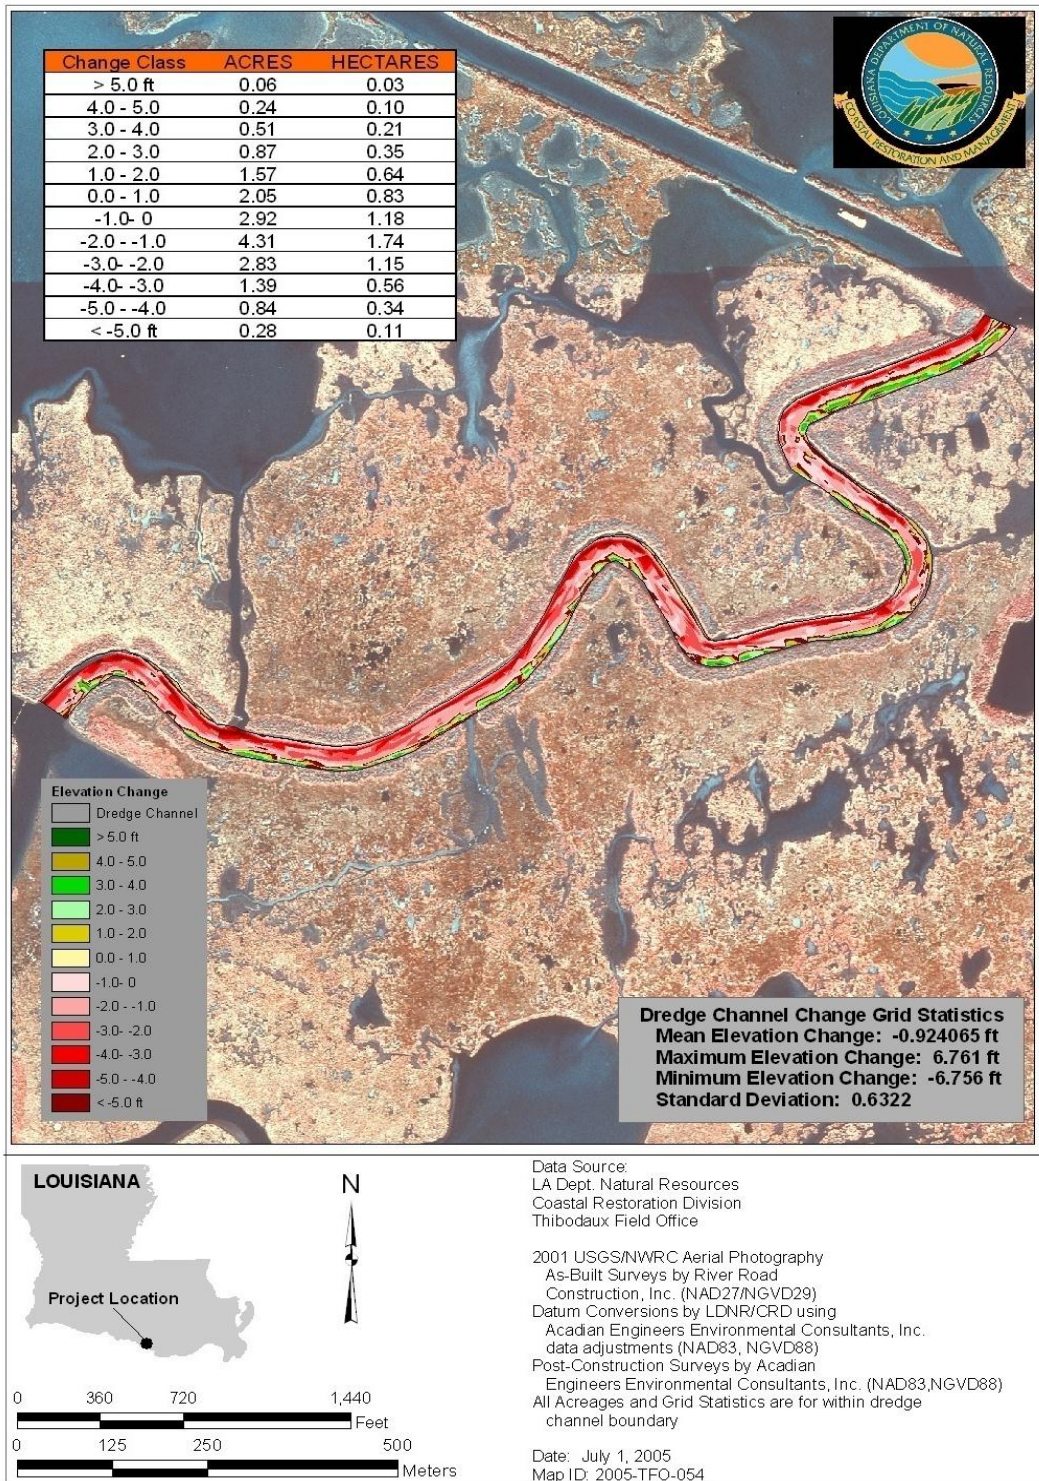 Change Class ACRES HECTARES
> 5.0 ft 0.06 0.03
4.0 - 5.0 0.24 0.10
3.0 - 4.0 0.51 0.21
2.0 - 3.0 0.87 0.35
1.0 - 2.0 1.57 0.64
0.0 - 1.0 2.05 0.83
-1.0- 0 2.92 1.18
-2.0 - -1.0 4.31 1.74
-3.0- -2.0 2.83 1.15
-4.0- -3.0 1.39 0.56
-5.0 - -4.0 0.84 0.34
< -5.0 ft 0.28 0.11
LOUISIANA DEPARTMENT OF NATURAL RESOURCES
COASTAL RESTORATION AND MANAGEMENT
Elevation Change
Dredge Channel
> 5.0 ft
4.0 - 5.0
3.0 - 4.0
2.0 - 3.0
1.0 - 2.0
0.0 - 1.0
-1.0- 0
-2.0 - -1.0
-3.0- -2.0
-4.0- -3.0
-5.0 - -4.0
< -5.0 ft
Dredge Channel Change Grid Statistics
Mean Elevation Change: -0.924065 ft
Maximum Elevation Change: 6.761 ft
Minimum Elevation Change: -6.756 ft
Standard Deviation: 0.6322
LOUISIANA
Project Location
N
0 360 720 1,440
Feet
0 125 250 500
Meters
Data Source:
LA Dept. Natural Resources
Coastal Restoration Division
Thibodaux Field Office
2001 USGS/NWRC Aerial Photography
As-Built Surveys by River Road
Construction, Inc. (NAD27/NGVD29)
Datum Conversions by LDNR/CRD using
Acadian Engineers Environmental Consultants, Inc.
data adjustments (NAD83, NGVD88)
Post-Construction Surveys by Acadian
Engineers Environmental Consultants, Inc. (NAD83,NGVD88)
All Acreages and Grid Statistics are for within dredge
channel boundary
Date: July 1, 2005
Map ID: 2005-TFO-054